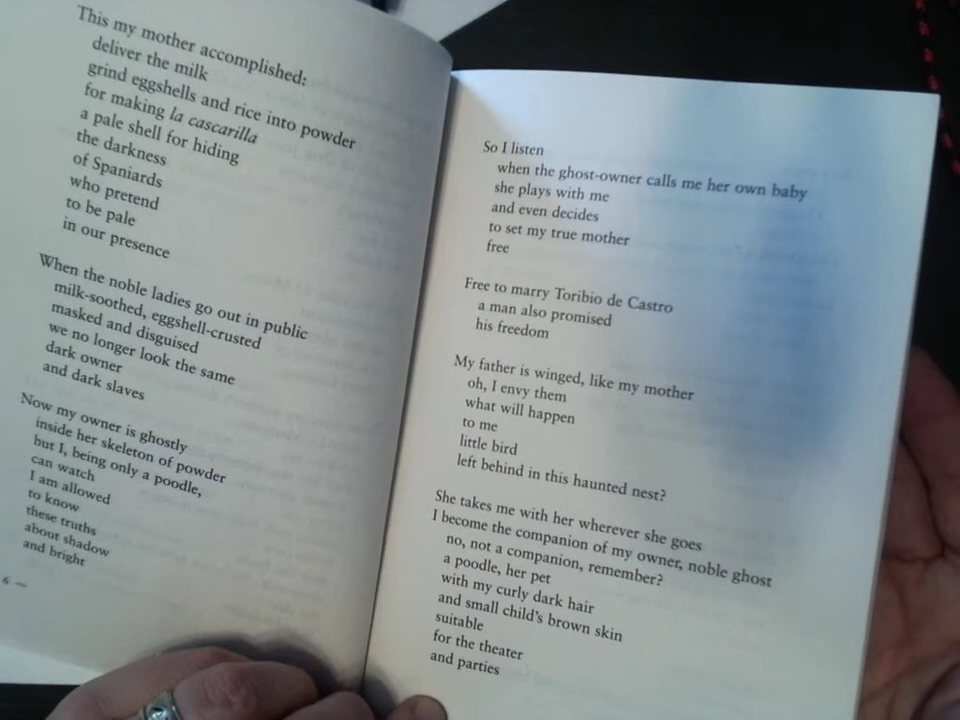 This my mother accomplished:
deliver the milk
grind eggshells and rice into powder
for making la cascarilla
a pale shell for hiding
the darkness
of Spaniards
who pretend
to be pale
in our presence
When the noble ladies go out in public
milk-soothed, eggshell-crusted
masked and disguised
we no longer look the same
dark owner
and dark slaves
Now my owner is ghostly
inside her skeleton of powder
but I, being only a poodle,
can watch
I am allowed
to know
these truths
about shadow
and bright
6 —
So I listen
when the ghost-owner calls me her own baby
she plays with me
and even decides
to set my true mother
free
Free to marry Toribio de Castro
a man also promised
his freedom
My father is winged, like my mother
oh, I envy them
what will happen
to me
little bird
left behind in this haunted nest?
She takes me with her wherever she goes
I become the companion of my owner, noble ghost
no, not a companion, remember?
a poodle, her pet
with my curly dark hair
and small child's brown skin
suitable
for the theater
and parties